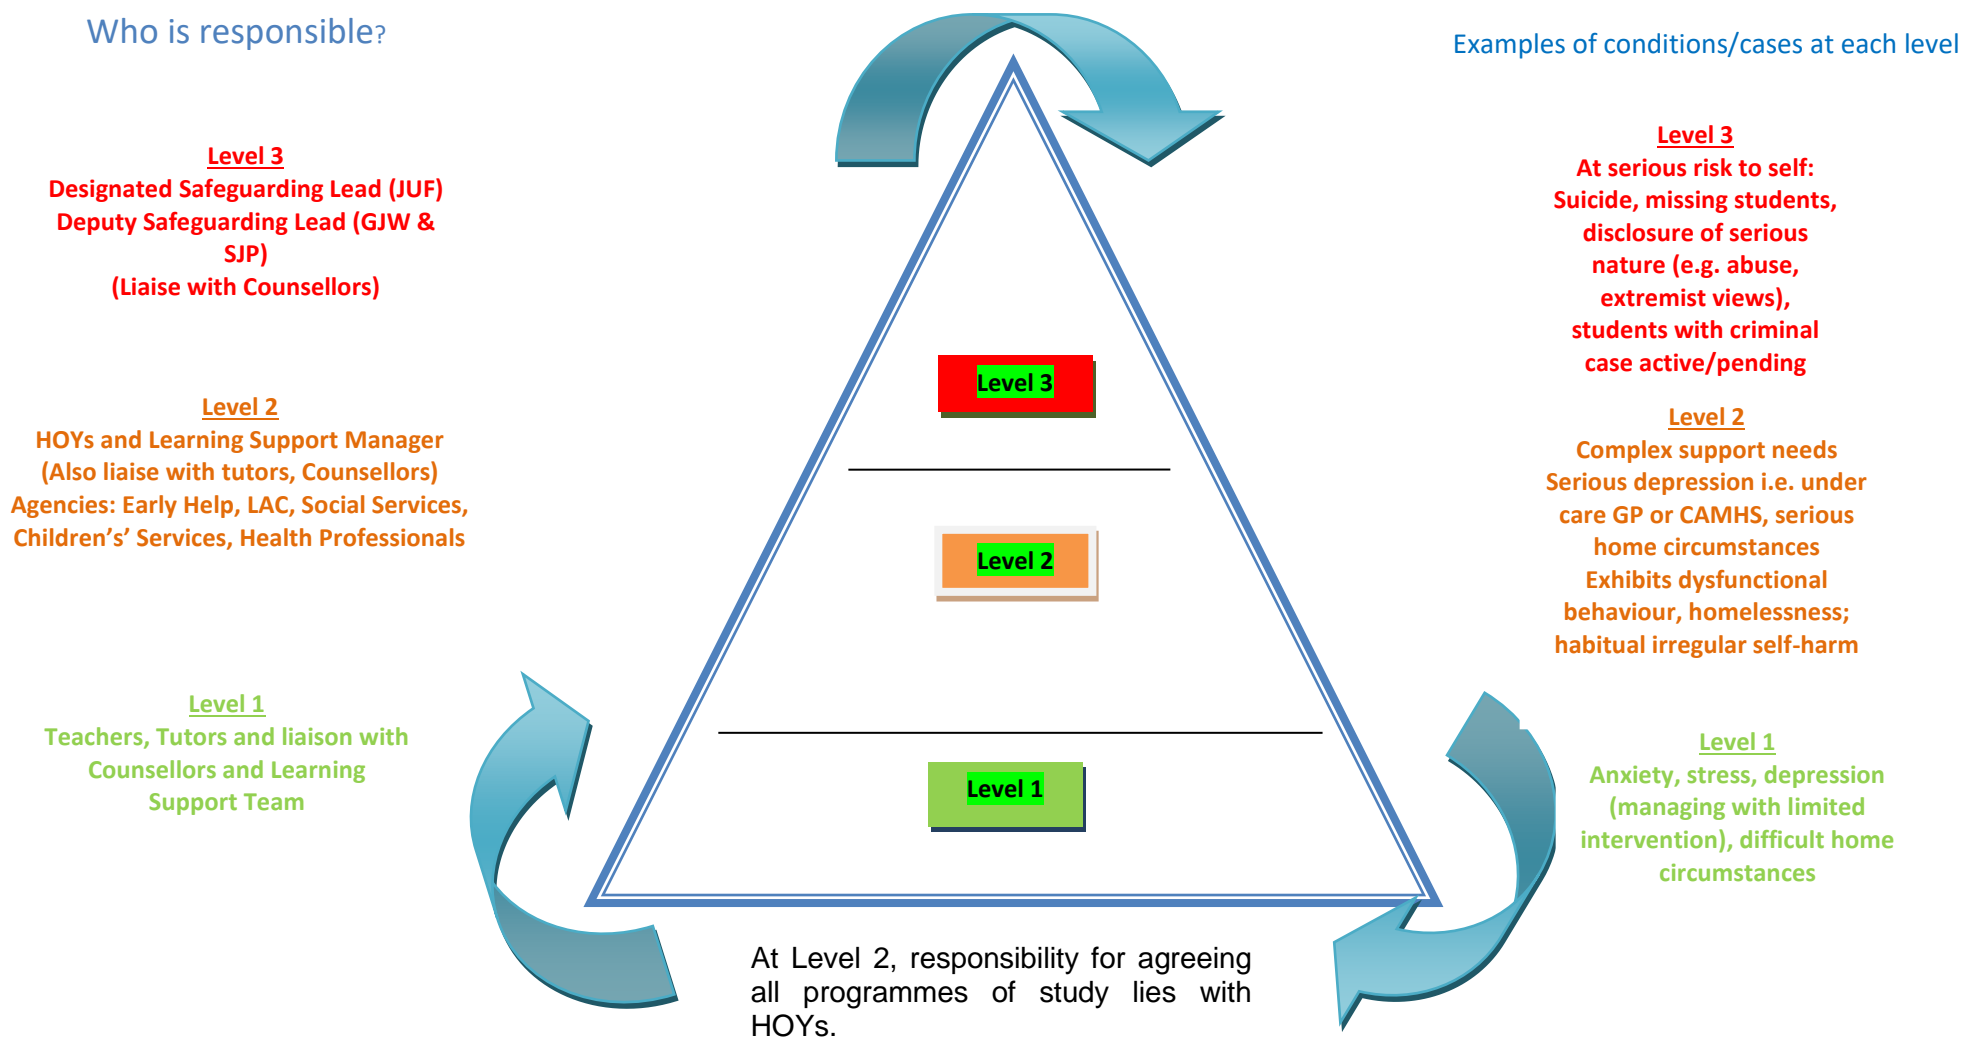 Who is responsible?
Level 3
Designated Safeguarding Lead (JUF)
Deputy Safeguarding Lead (GJW &
SJP)
(Liaise with Counsellors)
Level 2
HOYs and Learning Support Manager
(Also liaise with tutors, Counsellors)
Agencies: Early Help, LAC, Social Services,
Children’s’ Services, Health Professionals
Level 1
Teachers, Tutors and liaison with
Counsellors and Learning
Support Team
Level 3
Level 2
Level 1
At Level 2, responsibility for agreeing
all programmes of study lies with
HOYs.
Examples of conditions/cases at each level
Level 3
At serious risk to self:
Suicide, missing students,
disclosure of serious
nature (e.g. abuse,
extremist views),
students with criminal
case active/pending
Level 2
Complex support needs
Serious depression i.e. under
care GP or CAMHS, serious
home circumstances
Exhibits dysfunctional
behaviour, homelessness;
habitual irregular self-harm
Level 1
Anxiety, stress, depression
(managing with limited
intervention), difficult home
circumstances